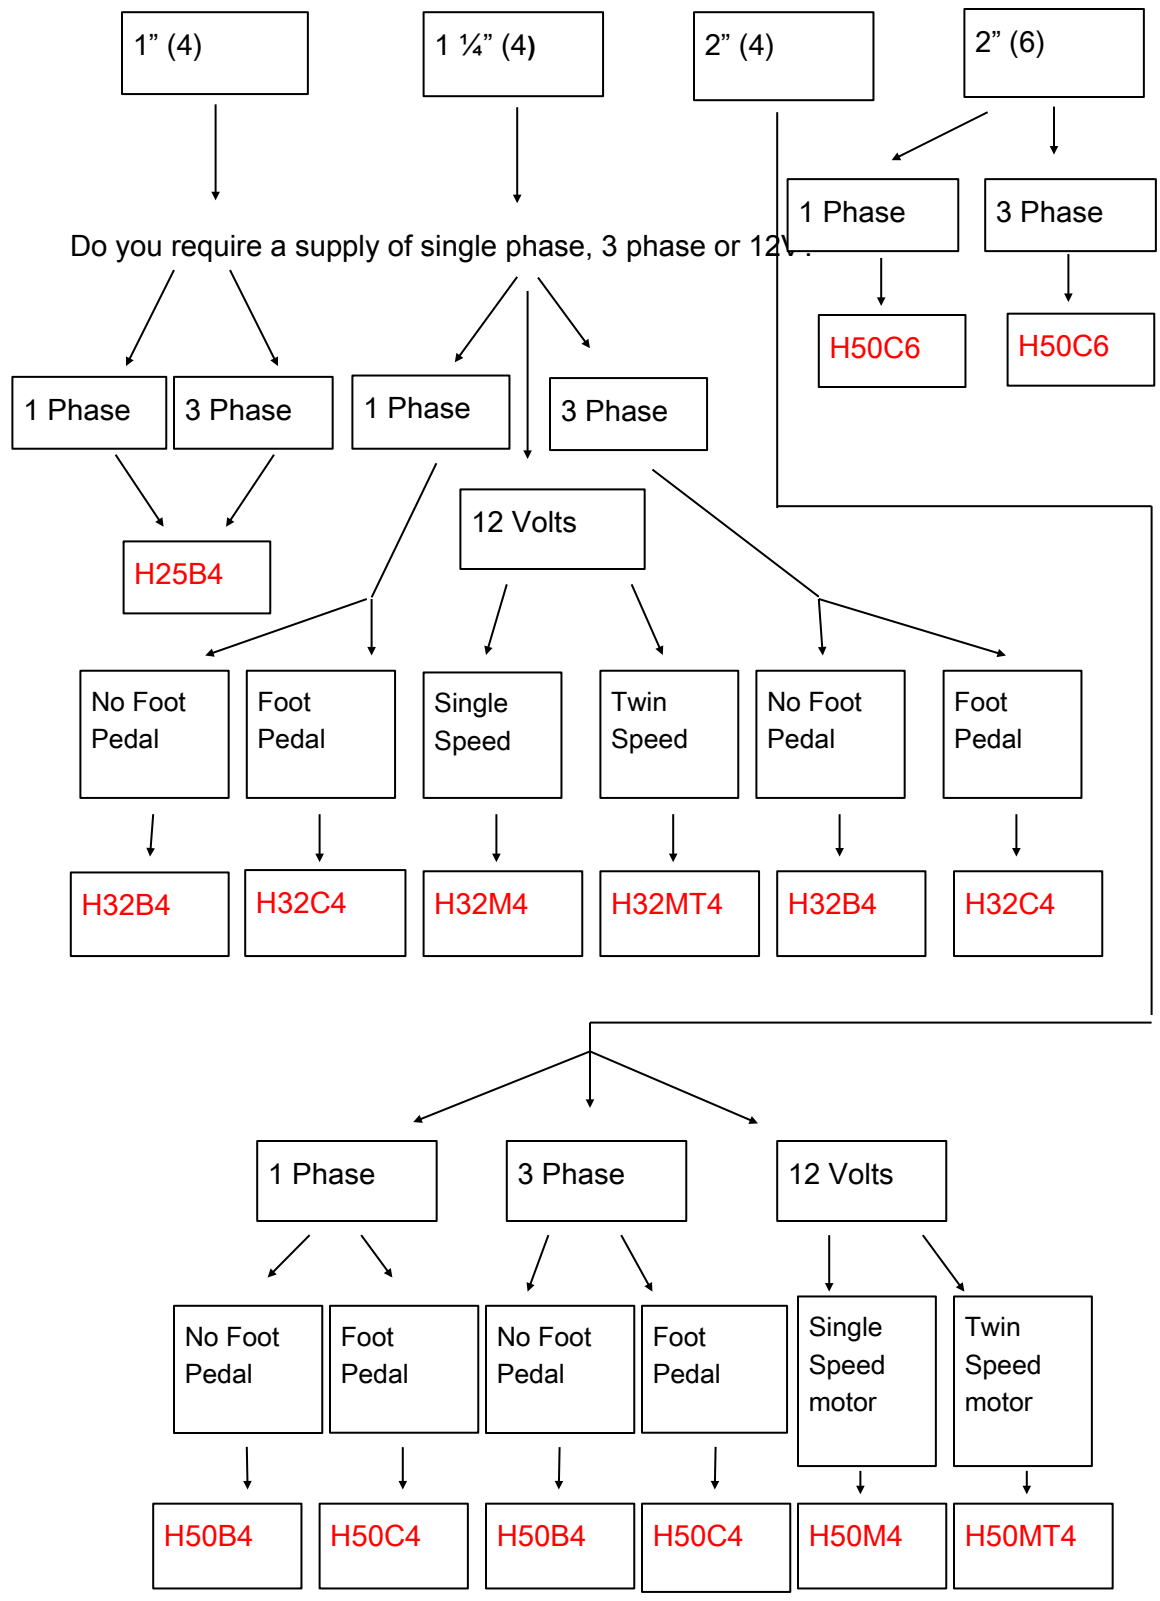 1” (4)
1 ¼” (4)
2” (4)
2” (6)
1 Phase
3 Phase
Do you require a supply of single phase, 3 phase or 12V .
H50C6
H50C6
1 Phase
3 Phase
1 Phase
3 Phase
12 Volts
H25B4
No Foot
Pedal
Foot
Pedal
Single
Speed
Twin
Speed
No Foot
Pedal
Foot
Pedal
H32B4
H32C4
H32M4
H32MT4
H32B4
H32C4
1 Phase
3 Phase
12 Volts
No Foot
Pedal
Foot
Pedal
No Foot
Pedal
Foot
Pedal
Single
Speed
motor
Twin
Speed
motor
H50B4
H50C4
H50B4
H50C4
H50M4
H50MT4